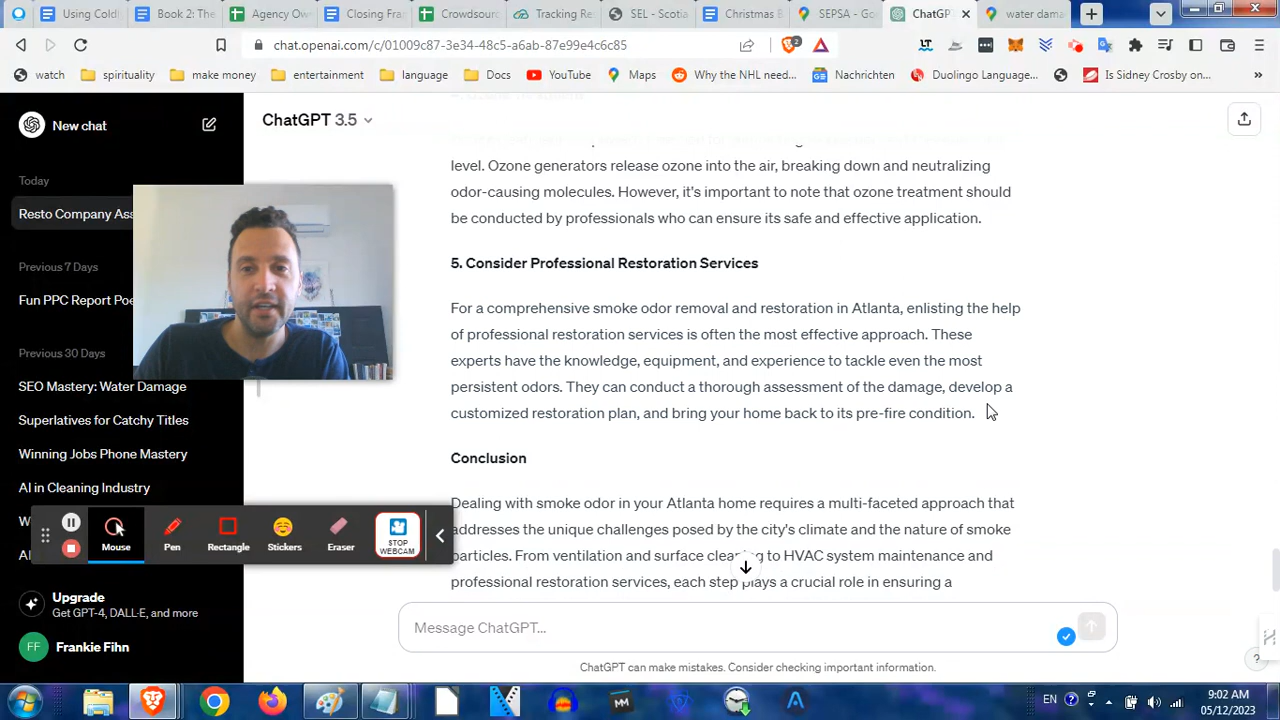 Using Cold
Book 2: The
Agency Ow
Closing Fra
Crowdsour
Tracking Re
SEL - Scotia
Christmas B
SEPSP - Go
ChatGP
water dama
chat.openai.com/c/01009c87-3e34-48c5-a6ab-87e99e4c6c85
2
watch
spirituality
make money
entertainment
language
Docs
YouTube
Maps
Why the NHL need...
Nachrichten
Duolingo Language...
Is Sidney Crosby on...
»
New chat
Today
Resto Company Ass
Previous 7 Days
Fun PPC Report Poe
Previous 30 Days
SEO Mastery: Water Damage
Superlatives for Catchy Titles
Winning Jobs Phone Mastery
AI in Cleaning Industry
Upgrade
Get GPT-4, DALL-E, and more
FF
Frankie Fihn
ChatGPT 3.5
level. Ozone generators release ozone into the air, breaking down and neutralizing
odor-causing molecules. However, it's important to note that ozone treatment should
be conducted by professionals who can ensure its safe and effective application.
5. Consider Professional Restoration Services
For a comprehensive smoke odor removal and restoration in Atlanta, enlisting the help
of professional restoration services is often the most effective approach. These
experts have the knowledge, equipment, and experience to tackle even the most
persistent odors. They can conduct a thorough assessment of the damage, develop a
customized restoration plan, and bring your home back to its pre-fire condition.
Conclusion
Dealing with smoke odor in your Atlanta home requires a multi-faceted approach that
addresses the unique challenges posed by the city's climate and the nature of smoke
particles. From ventilation and surface cleaning to HVAC system maintenance and
professional restoration services, each step plays a crucial role in ensuring a
Mouse
Pen
Rectangle
Stickers
Eraser
STOP
WEBCAM
Message ChatGPT...
ChatGPT can make mistakes. Consider checking important information.
?
EN
9:02 AM
05/12/2023